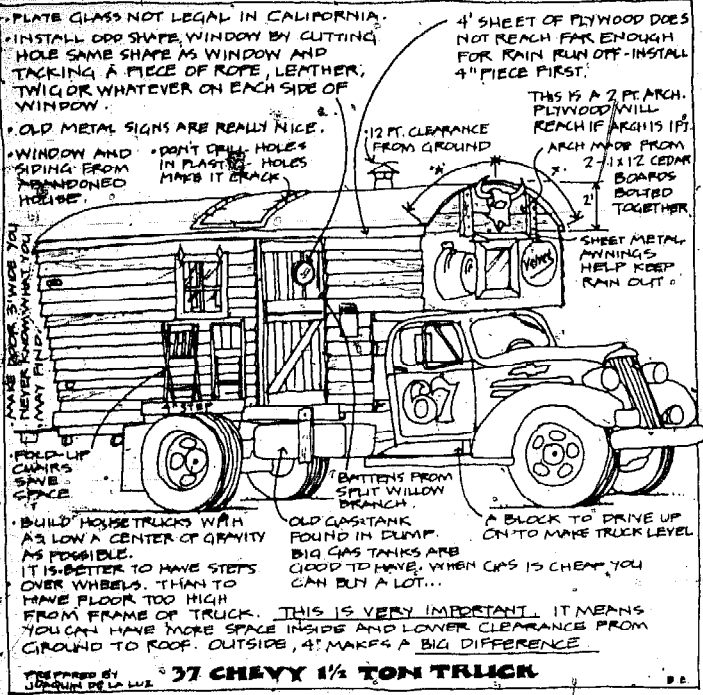 • PLATE GLASS NOT LEGAL IN CALIFORNIA.
• INSTALL ODD SHAPE WINDOW BY CUTTING
HOLE SAME SHAPE AS WINDOW AND
TACKING A PIECE OF ROPE, LEATHER,
TWIG OR WHATEVER ON EACH SIDE OF
WINDOW.
• OLD METAL SIGNS ARE REALLY NICE.
• WINDOW AND
SIDING FROM
ABANDONED
HOUSE.
• DON'T DRILL HOLES
IN PLASTIC HOLES
MAKE IT CRACK
4' SHEET OF PLYWOOD DOES
NOT REACH FAR ENOUGH
FOR RAIN RUN OFF - INSTALL
4" PIECE FIRST.
THIS IS A 2 FT. ARCH.
PLYWOOD WILL
REACH IF ARCH IS 1 FT.
ARCH MADE FROM
2 - 1 X 12 CEDAR
BOARDS
BOLTED
TOGETHER
• 12 FT. CLEARANCE
FROM GROUND
4'
2'
SHEET METAL
AWNINGS
HELP KEEP
RAIN OUT.
Velvet
67
STEP
MAKE DOOR 3' WIDE YOU
NEVER KNOW WHAT YOU
MAY FIND.
• FOLD-UP
CHAIRS
SAVE
SPACE
BATTENS FROM
SPLIT WILLOW
BRANCH.
• BUILD HOUSETRUCKS WITH
AS LOW A CENTER OF GRAVITY
AS POSSIBLE.
IT IS BETTER TO HAVE STEPS
OVER WHEELS. THAN TO
HAVE FLOOR TOO HIGH
FROM FRAME OF TRUCK. THIS IS VERY IMPORTANT. IT MEANS
YOU CAN HAVE MORE SPACE INSIDE AND LOWER CLEARANCE FROM
GROUND TO ROOF. OUTSIDE, 4" MAKES A BIG DIFFERENCE
OLD GAS TANK
FOUND IN DUMP.
BIG GAS TANKS ARE
GOOD TO HAVE. WHEN GAS IS CHEAP YOU
CAN BUY A LOT...
A BLOCK TO DRIVE UP
ON TO MAKE TRUCK LEVEL
PREPARED BY
JOAQUIN DE LA LUZ
37 CHEVY 1½ TON TRUCK